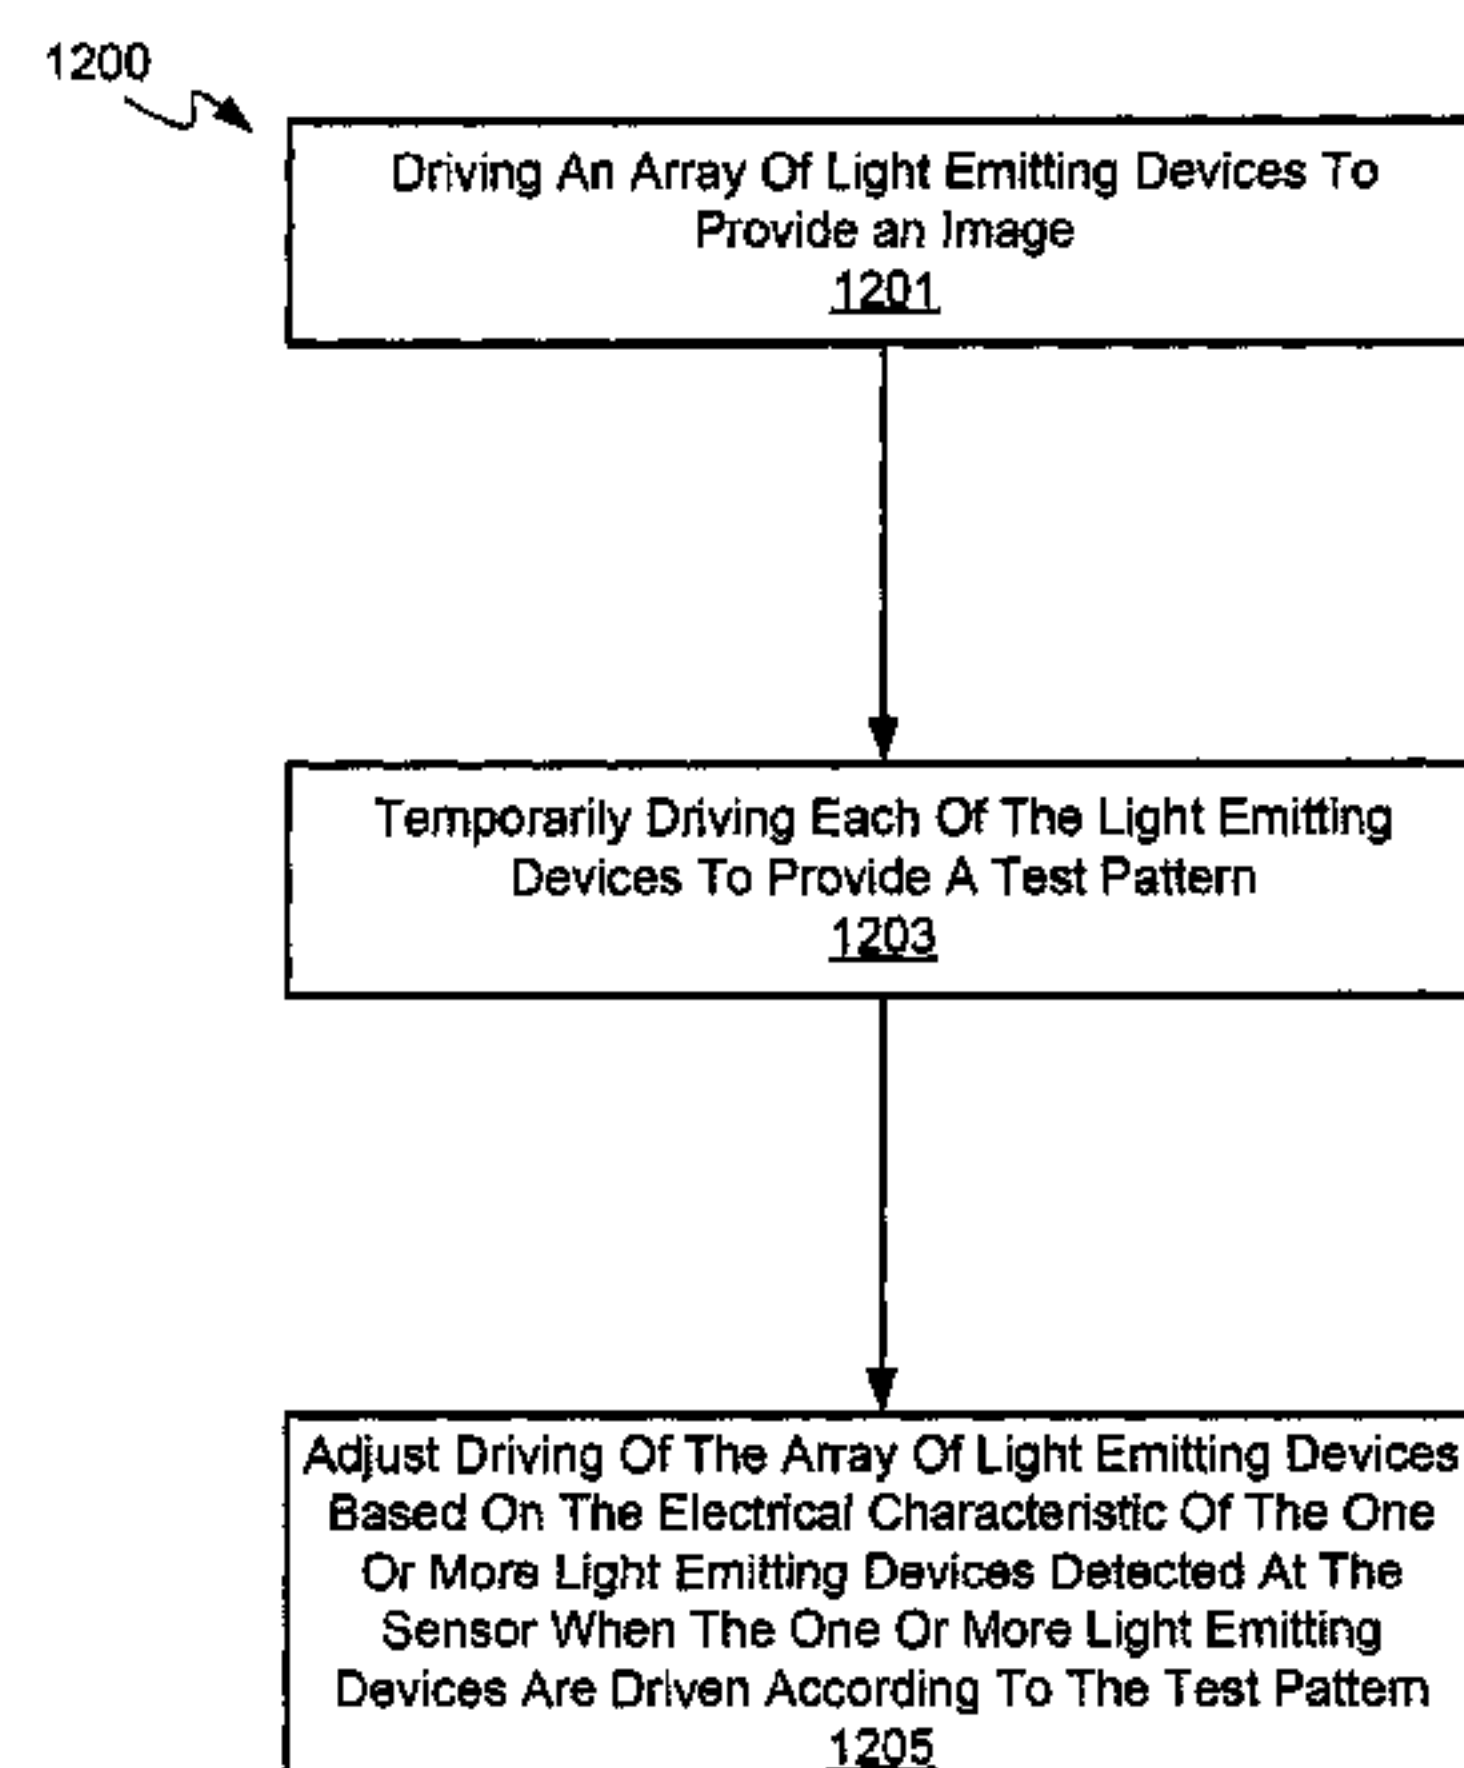 1200
Driving An Array Of Light Emitting Devices To
Provide an Image
1201
Temporarily Driving Each Of The Light Emitting
Devices To Provide A Test Pattern
1203
Adjust Driving Of The Array Of Light Emitting Devices
Based On The Electrical Characteristic Of The One
Or More Light Emitting Devices Detected At The
Sensor When The One Or More Light Emitting
Devices Are Driven According To The Test Pattern
1205